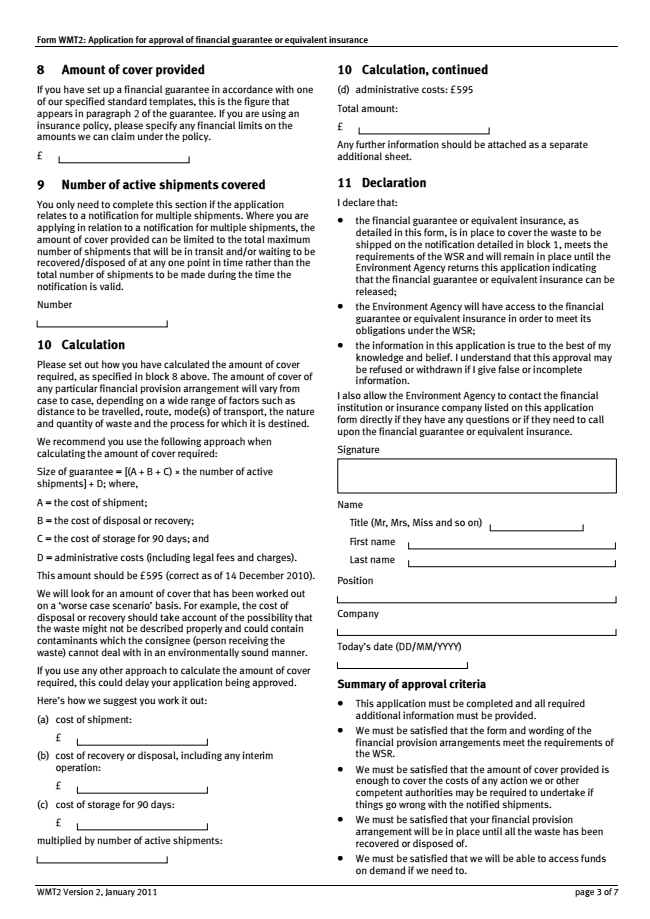 Form WMT2: Application for approval of financial guarantee or equivalent insurance
8 Amount of cover provided
If you have set up a financial guarantee in accordance with one
of our specified standard templates, this is the figure that
appears in paragraph 2 of the guarantee. If you are using an
insurance policy, please specify any financial limits on the
amounts we can claim under the policy.
£
9 Number of active shipments covered
You only need to complete this section if the application
relates to a notification for multiple shipments. Where you are
applying in relation to a notification for multiple shipments, the
amount of cover provided can be limited to the total maximum
number of shipments that will be in transit and/or waiting to be
recovered/disposed of at any one point in time rather than the
total number of shipments to be made during the time the
notification is valid.
Number
10 Calculation
Please set out how you have calculated the amount of cover
required, as specified in block 8 above. The amount of cover of
any particular financial provision arrangement will vary from
case to case, depending on a wide range of factors such as
distance to be travelled, route, mode(s) of transport, the nature
and quantity of waste and the process for which it is destined.
We recommend you use the following approach when
calculating the amount of cover required:
Size of guarantee = [(A + B + C) × the number of active
shipments] + D; where,
A = the cost of shipment;
B = the cost of disposal or recovery;
C = the cost of storage for 90 days; and
D = administrative costs (including legal fees and charges).
This amount should be £595 (correct as of 14 December 2010).
We will look for an amount of cover that has been worked out
on a ‘worse case scenario’ basis. For example, the cost of
disposal or recovery should take account of the possibility that
the waste might not be described properly and could contain
contaminants which the consignee (person receiving the
waste) cannot deal with in an environmentally sound manner.
If you use any other approach to calculate the amount of cover
required, this could delay your application being approved.
Here’s how we suggest you work it out:
(a) cost of shipment:
£
(b) cost of recovery or disposal, including any interim
operation:
£
(c) cost of storage for 90 days:
£
multiplied by number of active shipments:
10 Calculation, continued
(d) administrative costs: £595
Total amount:
£
Any further information should be attached as a separate
additional sheet.
11 Declaration
I declare that:
● the financial guarantee or equivalent insurance, as
detailed in this form, is in place to cover the waste to be
shipped on the notification detailed in block 1, meets the
requirements of the WSR and will remain in place until the
Environment Agency returns this application indicating
that the financial guarantee or equivalent insurance can be
released;
● the Environment Agency will have access to the financial
guarantee or equivalent insurance in order to meet its
obligations under the WSR;
● the information in this application is true to the best of my
knowledge and belief. I understand that this approval may
be refused or withdrawn if I give false or incomplete
information.
I also allow the Environment Agency to contact the financial
institution or insurance company listed on this application
form directly if they have any questions or if they need to call
upon the financial guarantee or equivalent insurance.
Signature
Name
Title (Mr, Mrs, Miss and so on)
First name
Last name
Position
Company
Today’s date (DD/MM/YYYY)
Summary of approval criteria
● This application must be completed and all required
additional information must be provided.
● We must be satisfied that the form and wording of the
financial provision arrangements meet the requirements of
the WSR.
● We must be satisfied that the amount of cover provided is
enough to cover the costs of any action we or other
competent authorities may be required to undertake if
things go wrong with the notified shipments.
● We must be satisfied that your financial provision
arrangement will be in place until all the waste has been
recovered or disposed of.
● We must be satisfied that we will be able to access funds
on demand if we need to.
WMT2 Version 2, January 2011
page 3 of 7